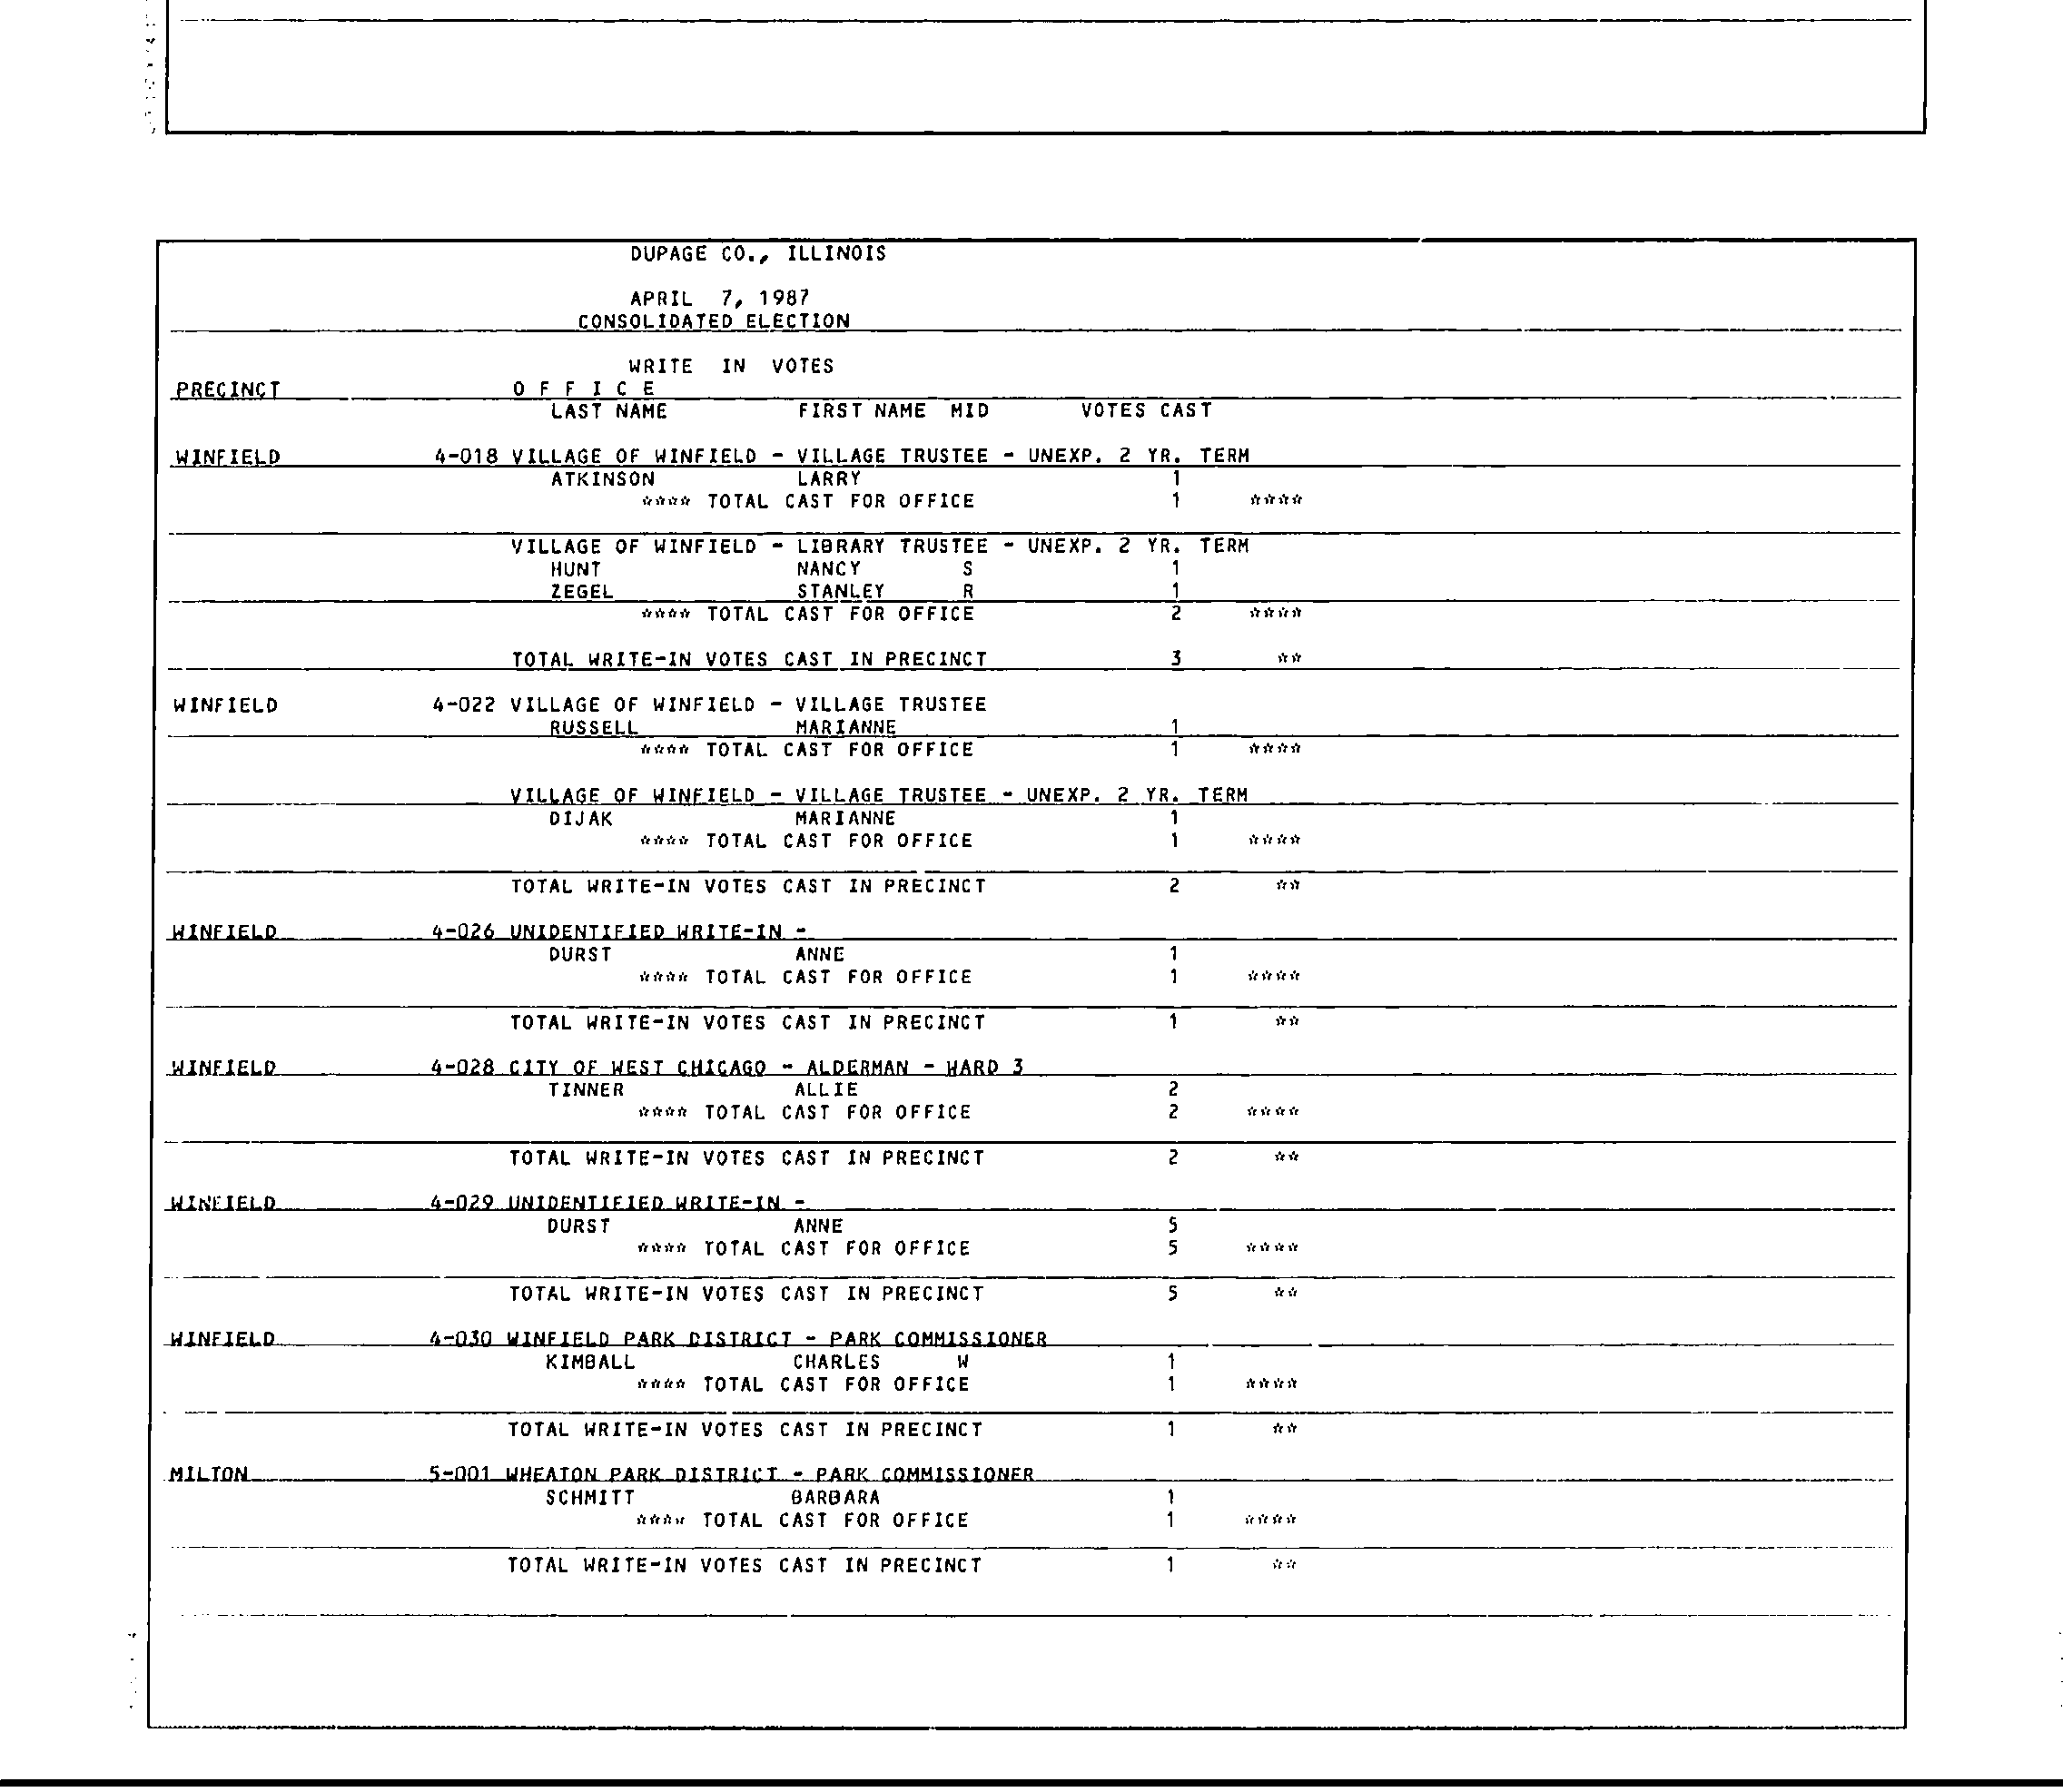 DUPAGE CO., ILLINOIS
APRIL 7, 1987
CONSOLIDATED ELECTION
WRITE IN VOTES
PRECINCT O F F I C E
LAST NAME FIRST NAME MID VOTES CAST
WINFIELD 4-018 VILLAGE OF WINFIELD - VILLAGE TRUSTEE - UNEXP. 2 YR. TERM
ATKINSON LARRY 1
**** TOTAL CAST FOR OFFICE 1 ****
VILLAGE OF WINFIELD - LIBRARY TRUSTEE - UNEXP. 2 YR. TERM
HUNT NANCY S 1
ZEGEL STANLEY R 1
**** TOTAL CAST FOR OFFICE 2 ****
TOTAL WRITE-IN VOTES CAST IN PRECINCT 3 **
WINFIELD 4-022 VILLAGE OF WINFIELD - VILLAGE TRUSTEE
RUSSELL MARIANNE 1
**** TOTAL CAST FOR OFFICE 1 ****
VILLAGE OF WINFIELD - VILLAGE TRUSTEE - UNEXP. 2 YR. TERM
DIJAK MARIANNE 1
**** TOTAL CAST FOR OFFICE 1 ****
TOTAL WRITE-IN VOTES CAST IN PRECINCT 2 **
WINFIELD 4-026 UNIDENTIFIED WRITE-IN -
DURST ANNE 1
**** TOTAL CAST FOR OFFICE 1 ****
TOTAL WRITE-IN VOTES CAST IN PRECINCT 1 **
WINFIELD 4-028 CITY OF WEST CHICAGO - ALDERMAN - WARD 3
TINNER ALLIE 2
**** TOTAL CAST FOR OFFICE 2 ****
TOTAL WRITE-IN VOTES CAST IN PRECINCT 2 **
WINFIELD 4-029 UNIDENTIFIED WRITE-IN -
DURST ANNE 5
**** TOTAL CAST FOR OFFICE 5 ****
TOTAL WRITE-IN VOTES CAST IN PRECINCT 5 **
WINFIELD 4-030 WINFIELD PARK DISTRICT - PARK COMMISSIONER
KIMBALL CHARLES W 1
**** TOTAL CAST FOR OFFICE 1 ****
TOTAL WRITE-IN VOTES CAST IN PRECINCT 1 **
MILTON 5-001 WHEATON PARK DISTRICT - PARK COMMISSIONER
SCHMITT BARBARA 1
**** TOTAL CAST FOR OFFICE 1 ****
TOTAL WRITE-IN VOTES CAST IN PRECINCT 1 **